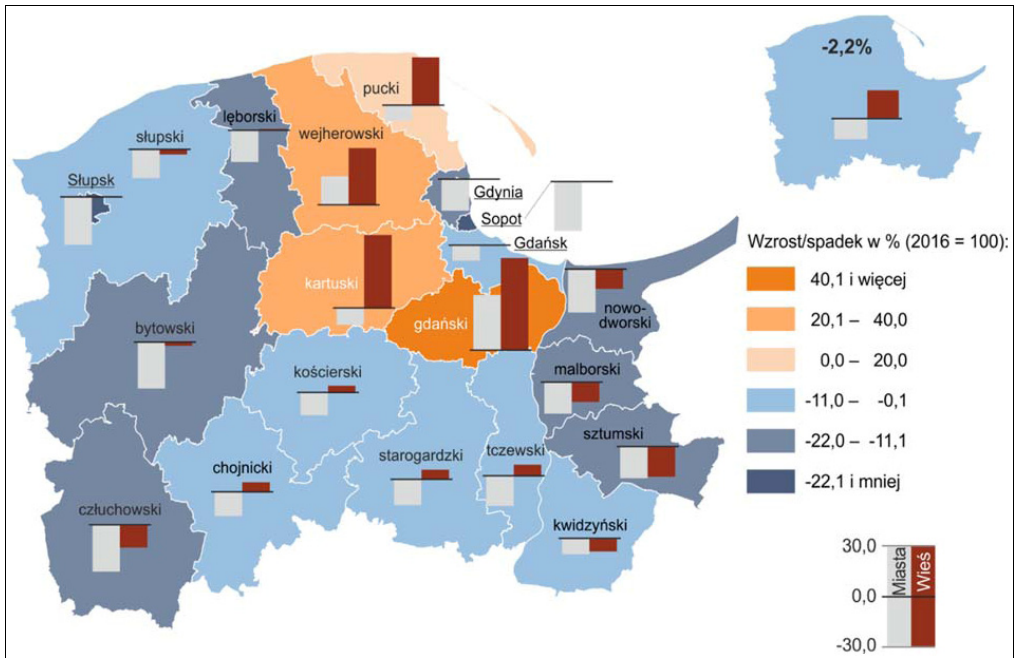 -2,2%
pucki
lęborski
wejherowski
słupski
Słupsk
Gdynia
Sopot
Gdańsk
kartuski
gdański
nowo-
dworski
bytowski
kościerski
malborski
sztumski
chojnicki
starogardzki
tczewski
człuchowski
kwidzyński
Wzrost/spadek w % (2016 = 100):
40,1 i więcej
20,1 – 40,0
0,0 – 20,0
-11,0 – -0,1
-22,0 – -11,1
-22,1 i mniej
30,0
0,0
-30,0
Miasta
Wieś